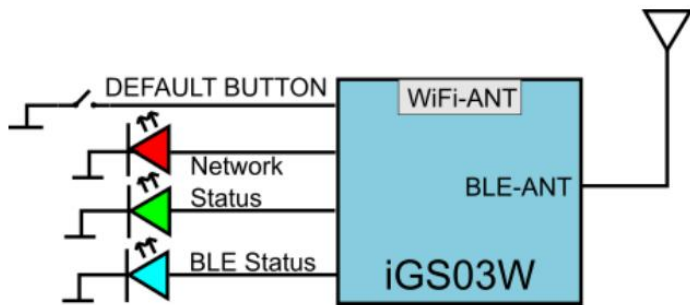 DEFAULT BUTTON
WiFi-ANT
Network
Status
BLE-ANT
BLE Status
iGS03W